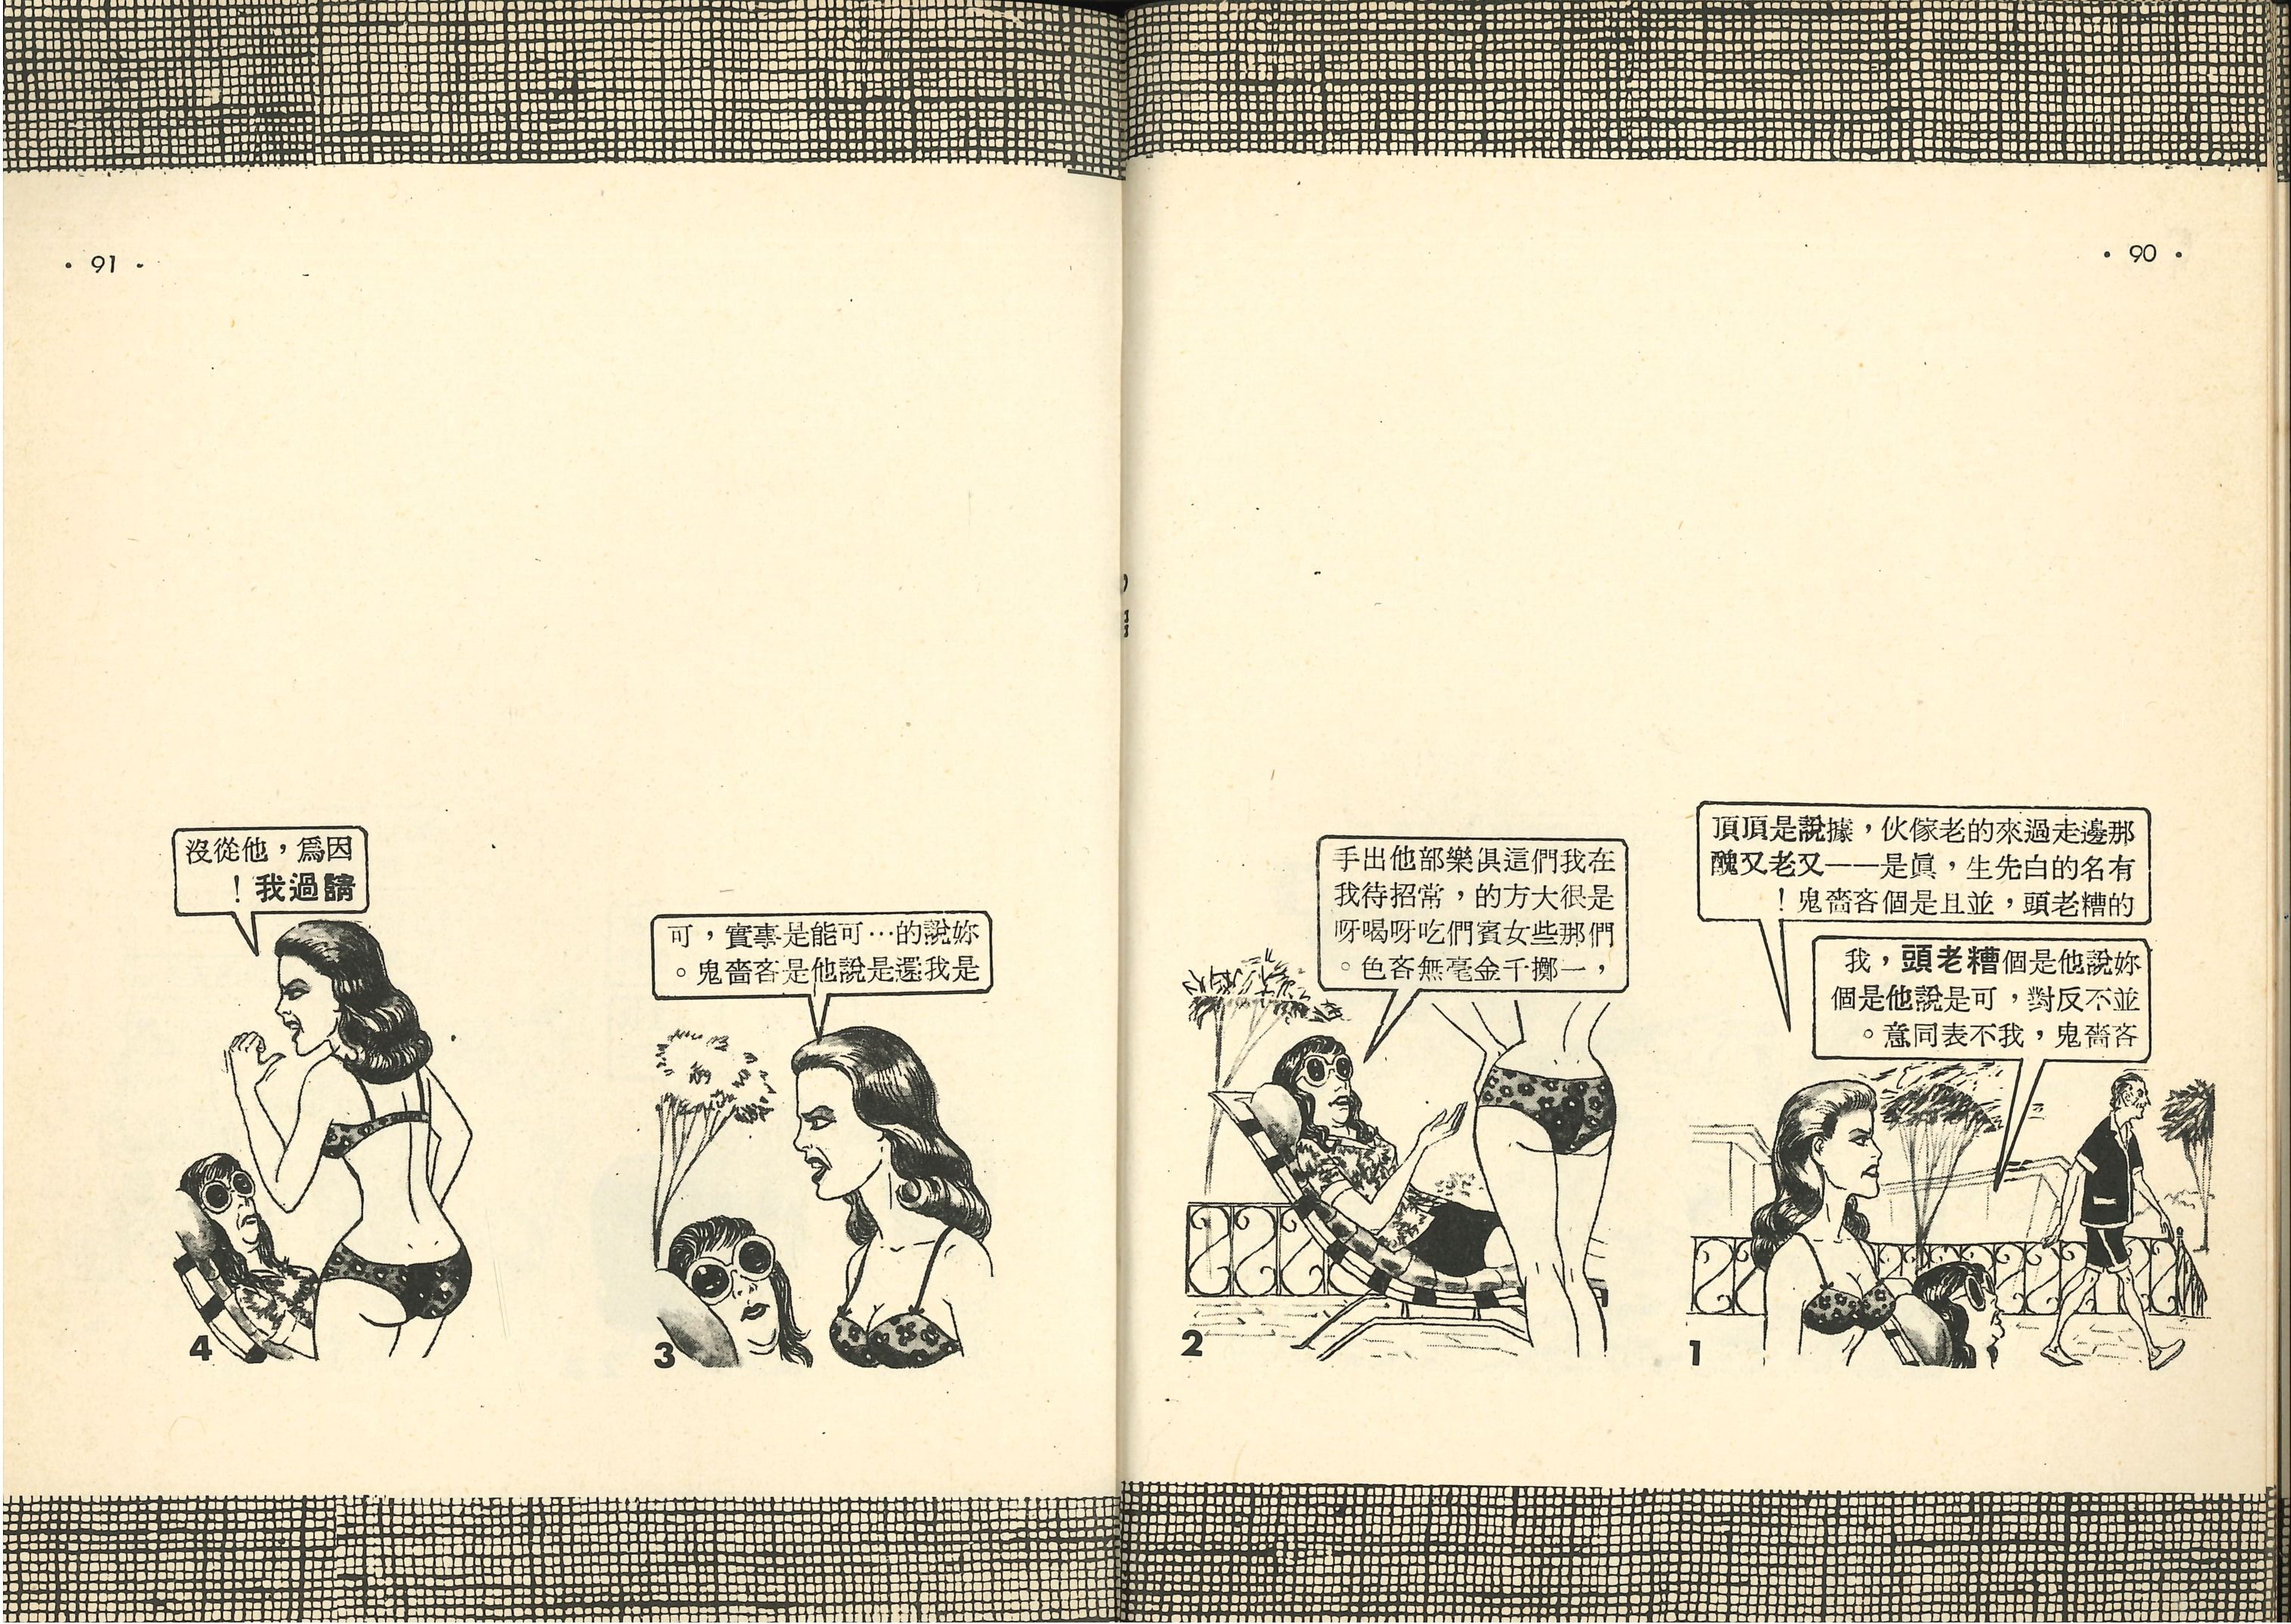 • 90 •
那邊走過來的老傢伙，據說是頂頂
有名的白先生，眞是——又老又醜
的糟老頭，並且是個吝嗇鬼！
妳說他是個糟老頭，我
並不反對，可是說他是個
吝嗇鬼，我不表同意。
1
在我們這俱樂部他出手
是很大方的，常招待我
們那些女賓們吃呀喝呀
，一擲千金毫無吝色。
2
• 91 •
妳說的…可能是事實，可
是我還是說他是吝嗇鬼。
3
因爲，他從沒
請過我！
4